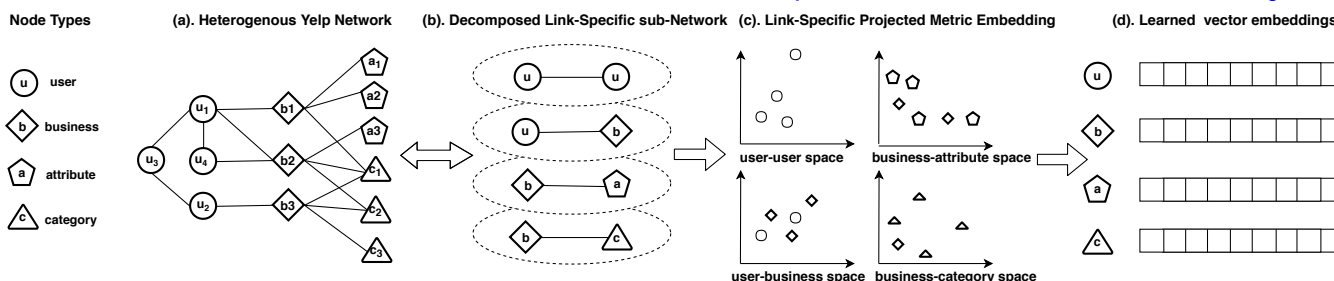 Node Types
(a). Heterogenous Yelp Network
(b). Decomposed Link-Specific sub-Network
(c). Link-Specific Projected Metric Embedding
(d). Learned vector embeddings
u user
b business
a attribute
c category
u1
u3
u4
u2
b1
b2
b3
a1
a2
a3
c1
c2
c3
u u
u b
b a
b c
user-user space
business-attribute space
user-business space
business-category space
u
b
a
c